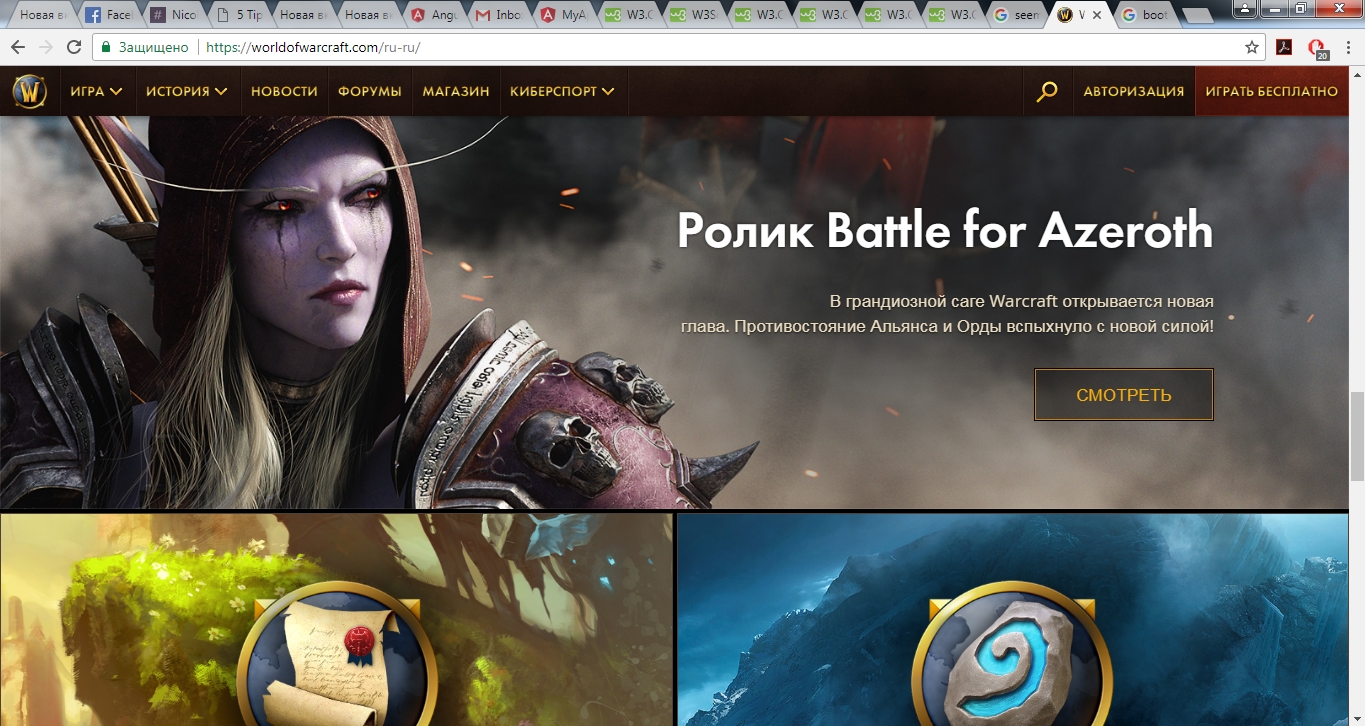 Новая вк
Facel
Nicol
5 Tip
Новая вк
Новая вк
Angu
Inbo
MyA
W3.C
W3Sc
W3.C
W3.C
W3.C
W3.C
seen
W
boot
Защищено
https://worldofwarcraft.com/ru-ru/
20
W
ИГРА
ИСТОРИЯ
НОВОСТИ
ФОРУМЫ
МАГАЗИН
КИБЕРСПОРТ
АВТОРИЗАЦИЯ
ИГРАТЬ БЕСПЛАТНО
Ролик Battle for Azeroth
В грандиозной саге Warcraft открывается новая
глава. Противостояние Альянса и Орды вспыхнуло с новой силой!
СМОТРЕТЬ